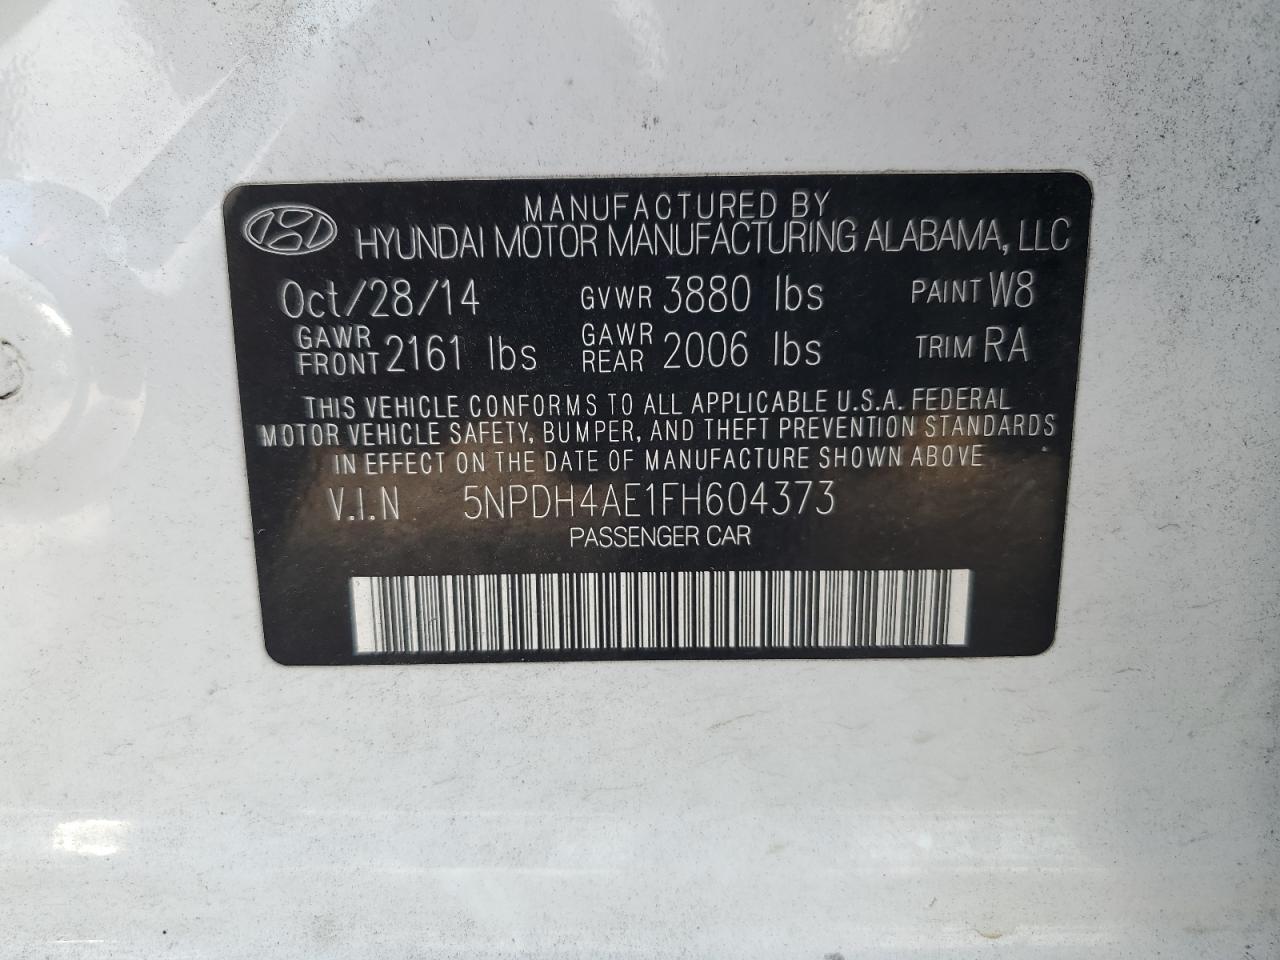 MANUFACTURED BY
HYUNDAI MOTOR MANUFACTURING ALABAMA, LLC
Oct/28/14 GVWR 3880 lbs PAINT W8
GAWR FRONT 2161 lbs GAWR REAR 2006 lbs TRIM RA
THIS VEHICLE CONFORMS TO ALL APPLICABLE U.S.A. FEDERAL
MOTOR VEHICLE SAFETY, BUMPER, AND THEFT PREVENTION STANDARDS
IN EFFECT ON THE DATE OF MANUFACTURE SHOWN ABOVE
V.I.N 5NPDH4AE1FH604373
PASSENGER CAR